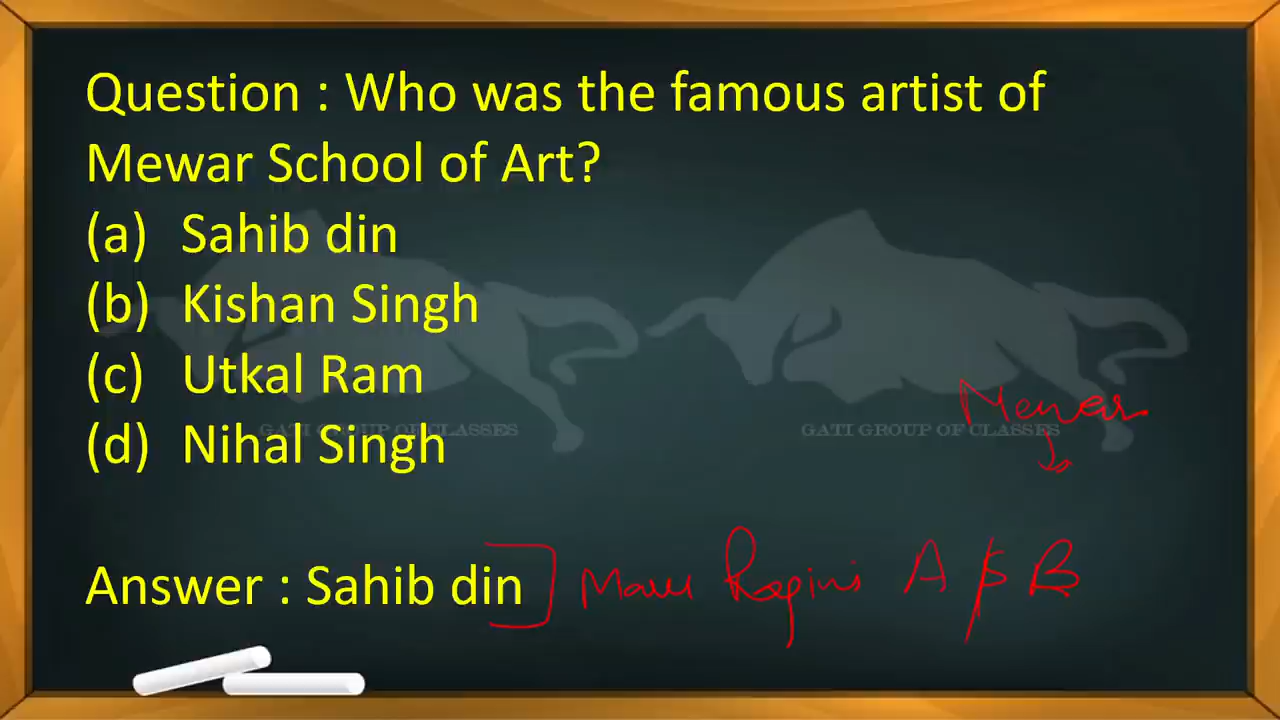 Question : Who was the famous artist of
Mewar School of Art?
(a) Sahib din
(b) Kishan Singh
(c) Utkal Ram
(d) Nihal Singh
GATI GROUP OF CLASSES
GATI GROUP OF CLASSES
Mewar
Answer : Sahib din
Ragini A B